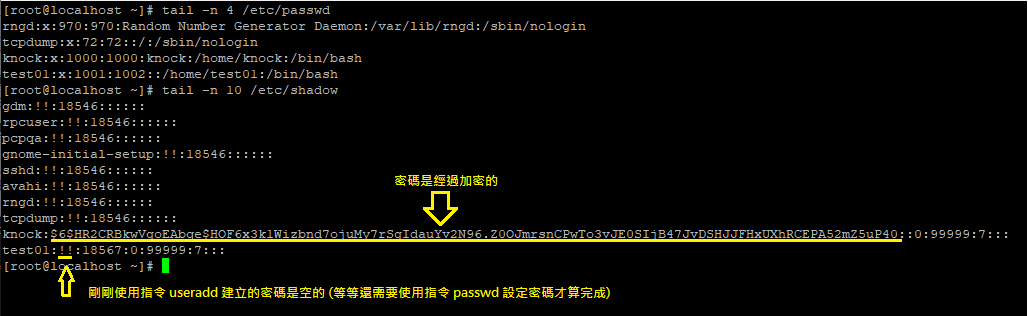 [root@localhost ~]# tail -n 4 /etc/passwd
rngd:x:970:970:Random Number Generator Daemon:/var/lib/rngd:/sbin/nologin
tcpdump:x:72:72::/:/sbin/nologin
knock:x:1000:1000:knock:/home/knock:/bin/bash
test01:x:1001:1002::/home/test01:/bin/bash
[root@localhost ~]# tail -n 10 /etc/shadow
gdm:!!:18546::::::
rpcuser:!!:18546::::::
pcpqa:!!:18546::::::
gnome-initial-setup:!!:18546::::::
sshd:!!:18546::::::
avahi:!!:18546::::::
rngd:!!:18546::::::
密碼是經過加密的
tcpdump:!!:18546::::::
knock:$6$HR2CRBkwVgoEAbqe$HOF6x3k1Wizbnd7ojuMy7rSgIdauYv2N96.Z0OJmrsnCPwTo3vJE0SIjB47JvDSHJJFHxUXhRCEPA52mZ5uP40::0:99999:7:::
test01:!!:18567:0:99999:7:::
[root@localhost ~]#
剛剛使用指令 useradd 建立的密碼是空的 (等等還需要使用指令 passwd 設定密碼才算完成)